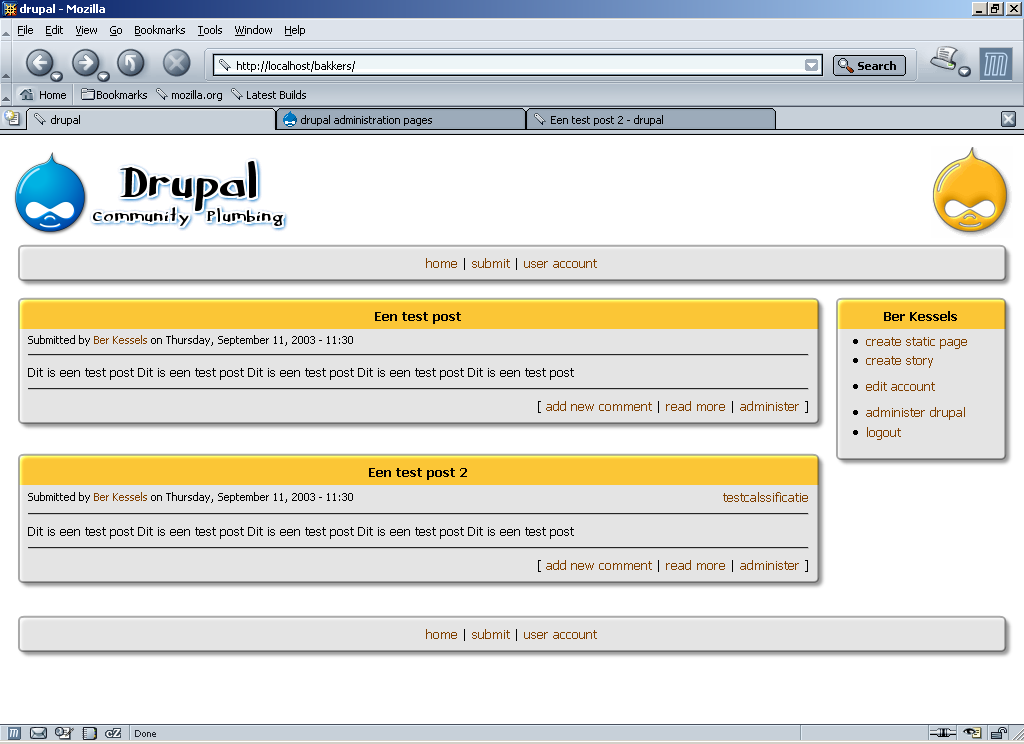 drupal - Mozilla
File Edit View Go Bookmarks Tools Window Help
http://localhost/bakkers/ Search
Home Bookmarks mozilla.org Latest Builds
drupal drupal administration pages Een test post 2 - drupal
Drupal
Community Plumbing
home | submit | user account
Een test post
Submitted by Ber Kessels on Thursday, September 11, 2003 - 11:30
Dit is een test post Dit is een test post Dit is een test post Dit is een test post Dit is een test post
[ add new comment | read more | administer ]
Ber Kessels
create static page
create story
edit account
administer drupal
logout
Een test post 2
Submitted by Ber Kessels on Thursday, September 11, 2003 - 11:30 testcalssificatie
Dit is een test post Dit is een test post Dit is een test post Dit is een test post Dit is een test post
[ add new comment | read more | administer ]
home | submit | user account
cZ Done